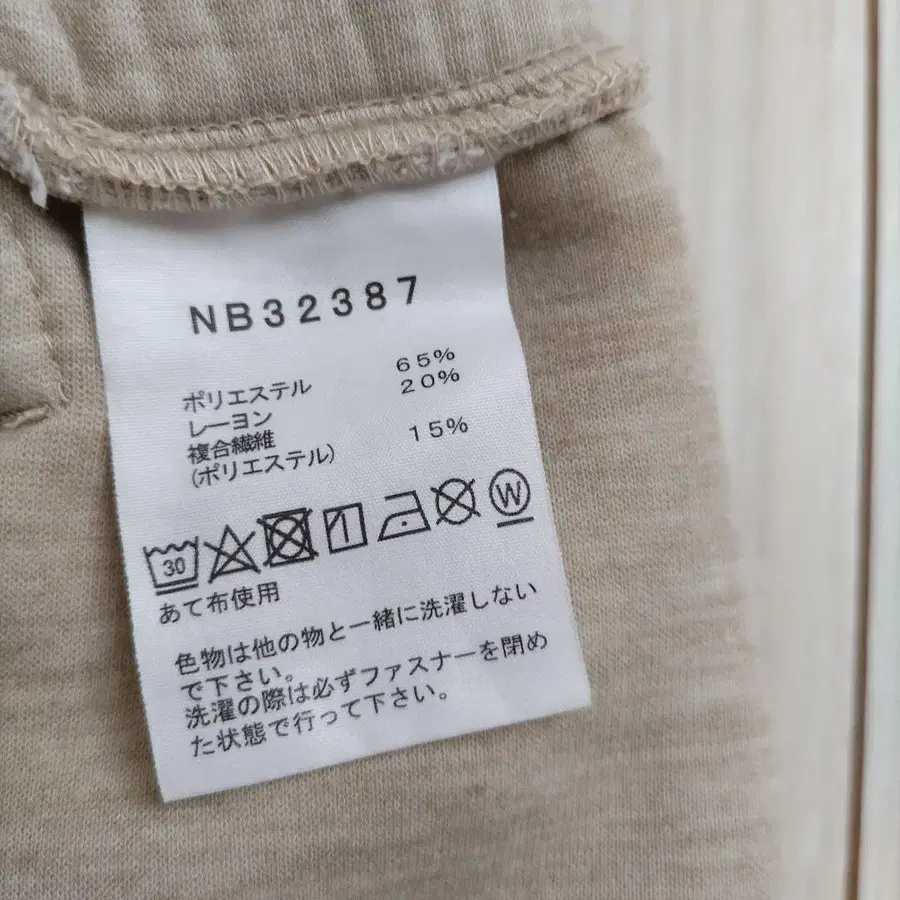 NB32387
ポリエステル 65%
レーヨン 20%
複合繊維
(ポリエステル) 15%
30 W
あて布使用
色物は他の物と一緒に洗濯しない
で下さい。
洗濯の際は必ずファスナーを閉め
た状態で行って下さい。